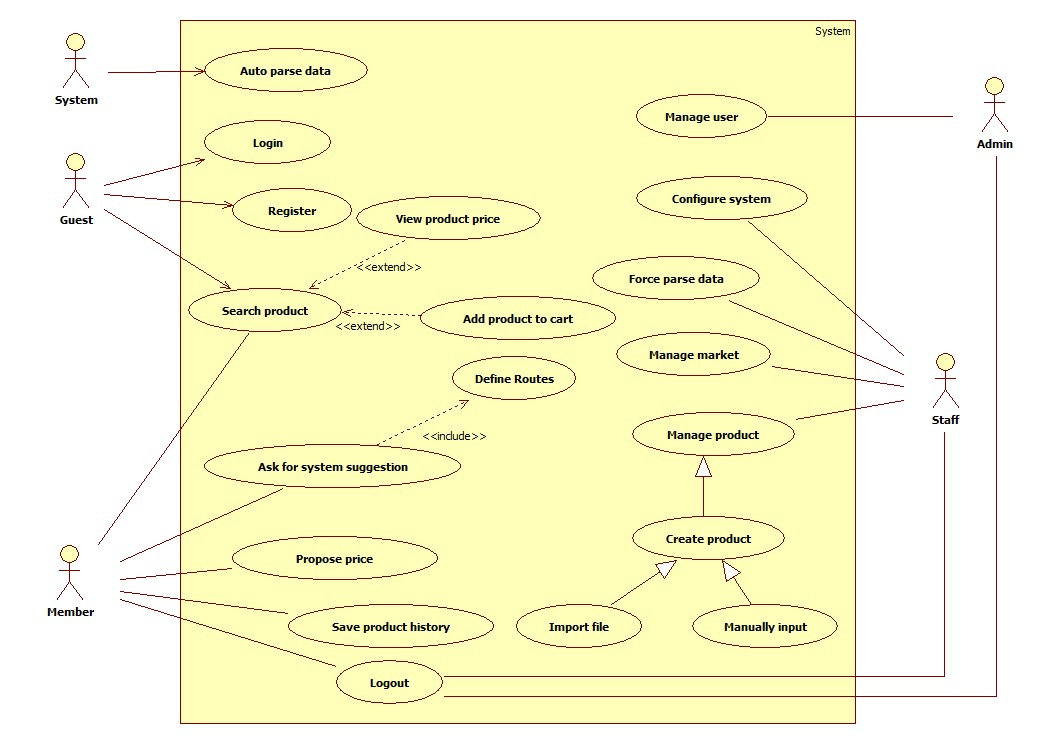 System
System
Auto parse data
Admin
Manage user
Login
Guest
Register
View product price
Configure system
<<extend>>
Force parse data
Search product
Add product to cart
<<extend>>
Manage market
Define Routes
Staff
<<include>>
Manage product
Ask for system suggestion
Create product
Propose price
Member
Save product history
Import file
Manually input
Logout